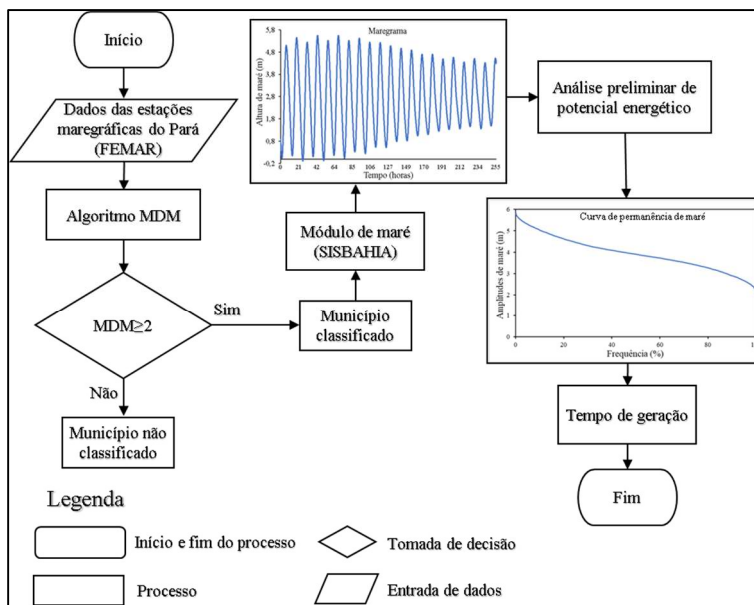 Início
Dados das estações
maregráficas do Pará
(FEMAR)
Algoritmo MDM
MDM≥2
Sim
Não
Município não
classificado
Município
classificado
Módulo de maré
(SISBAHIA)
Maregrama
Altura de maré (m)
5,8
4,8
3,8
2,8
1,8
0,8
-0,2
0 21 42 64 85 106 127 149 170 191 213 234 255
Tempo (horas)
Análise preliminar de
potencial energético
Curva de permanência de maré
Amplitudes de maré (m)
6
5
4
3
2
1
0
0 20 40 60 80
Frequência (%)
Tempo de geração
Fim
Legenda
Início e fim do processo
Tomada de decisão
Processo
Entrada de dados